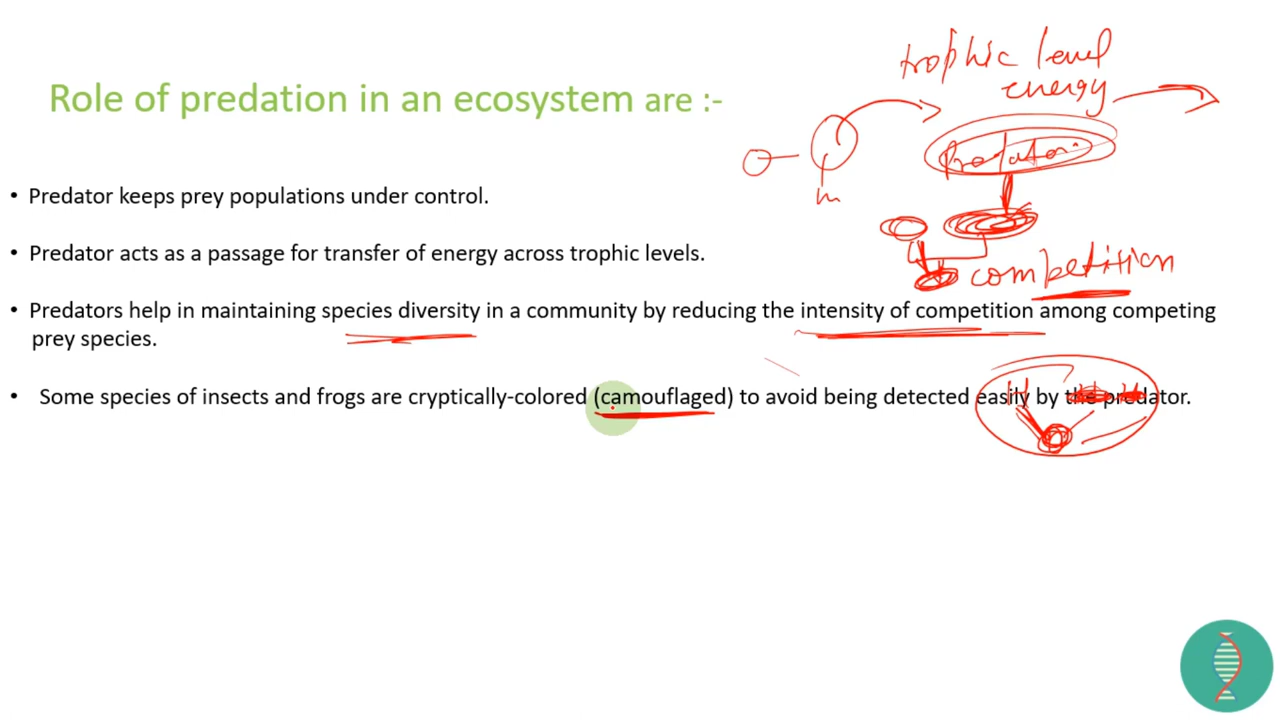 trophic level
energy
Role of predation in an ecosystem are :-
Predator
• Predator keeps prey populations under control.
• Predator acts as a passage for transfer of energy across trophic levels.
competition
• Predators help in maintaining species diversity in a community by reducing the intensity of competition among competing
prey species.
• Some species of insects and frogs are cryptically-colored (camouflaged) to avoid being detected easily by the predator.